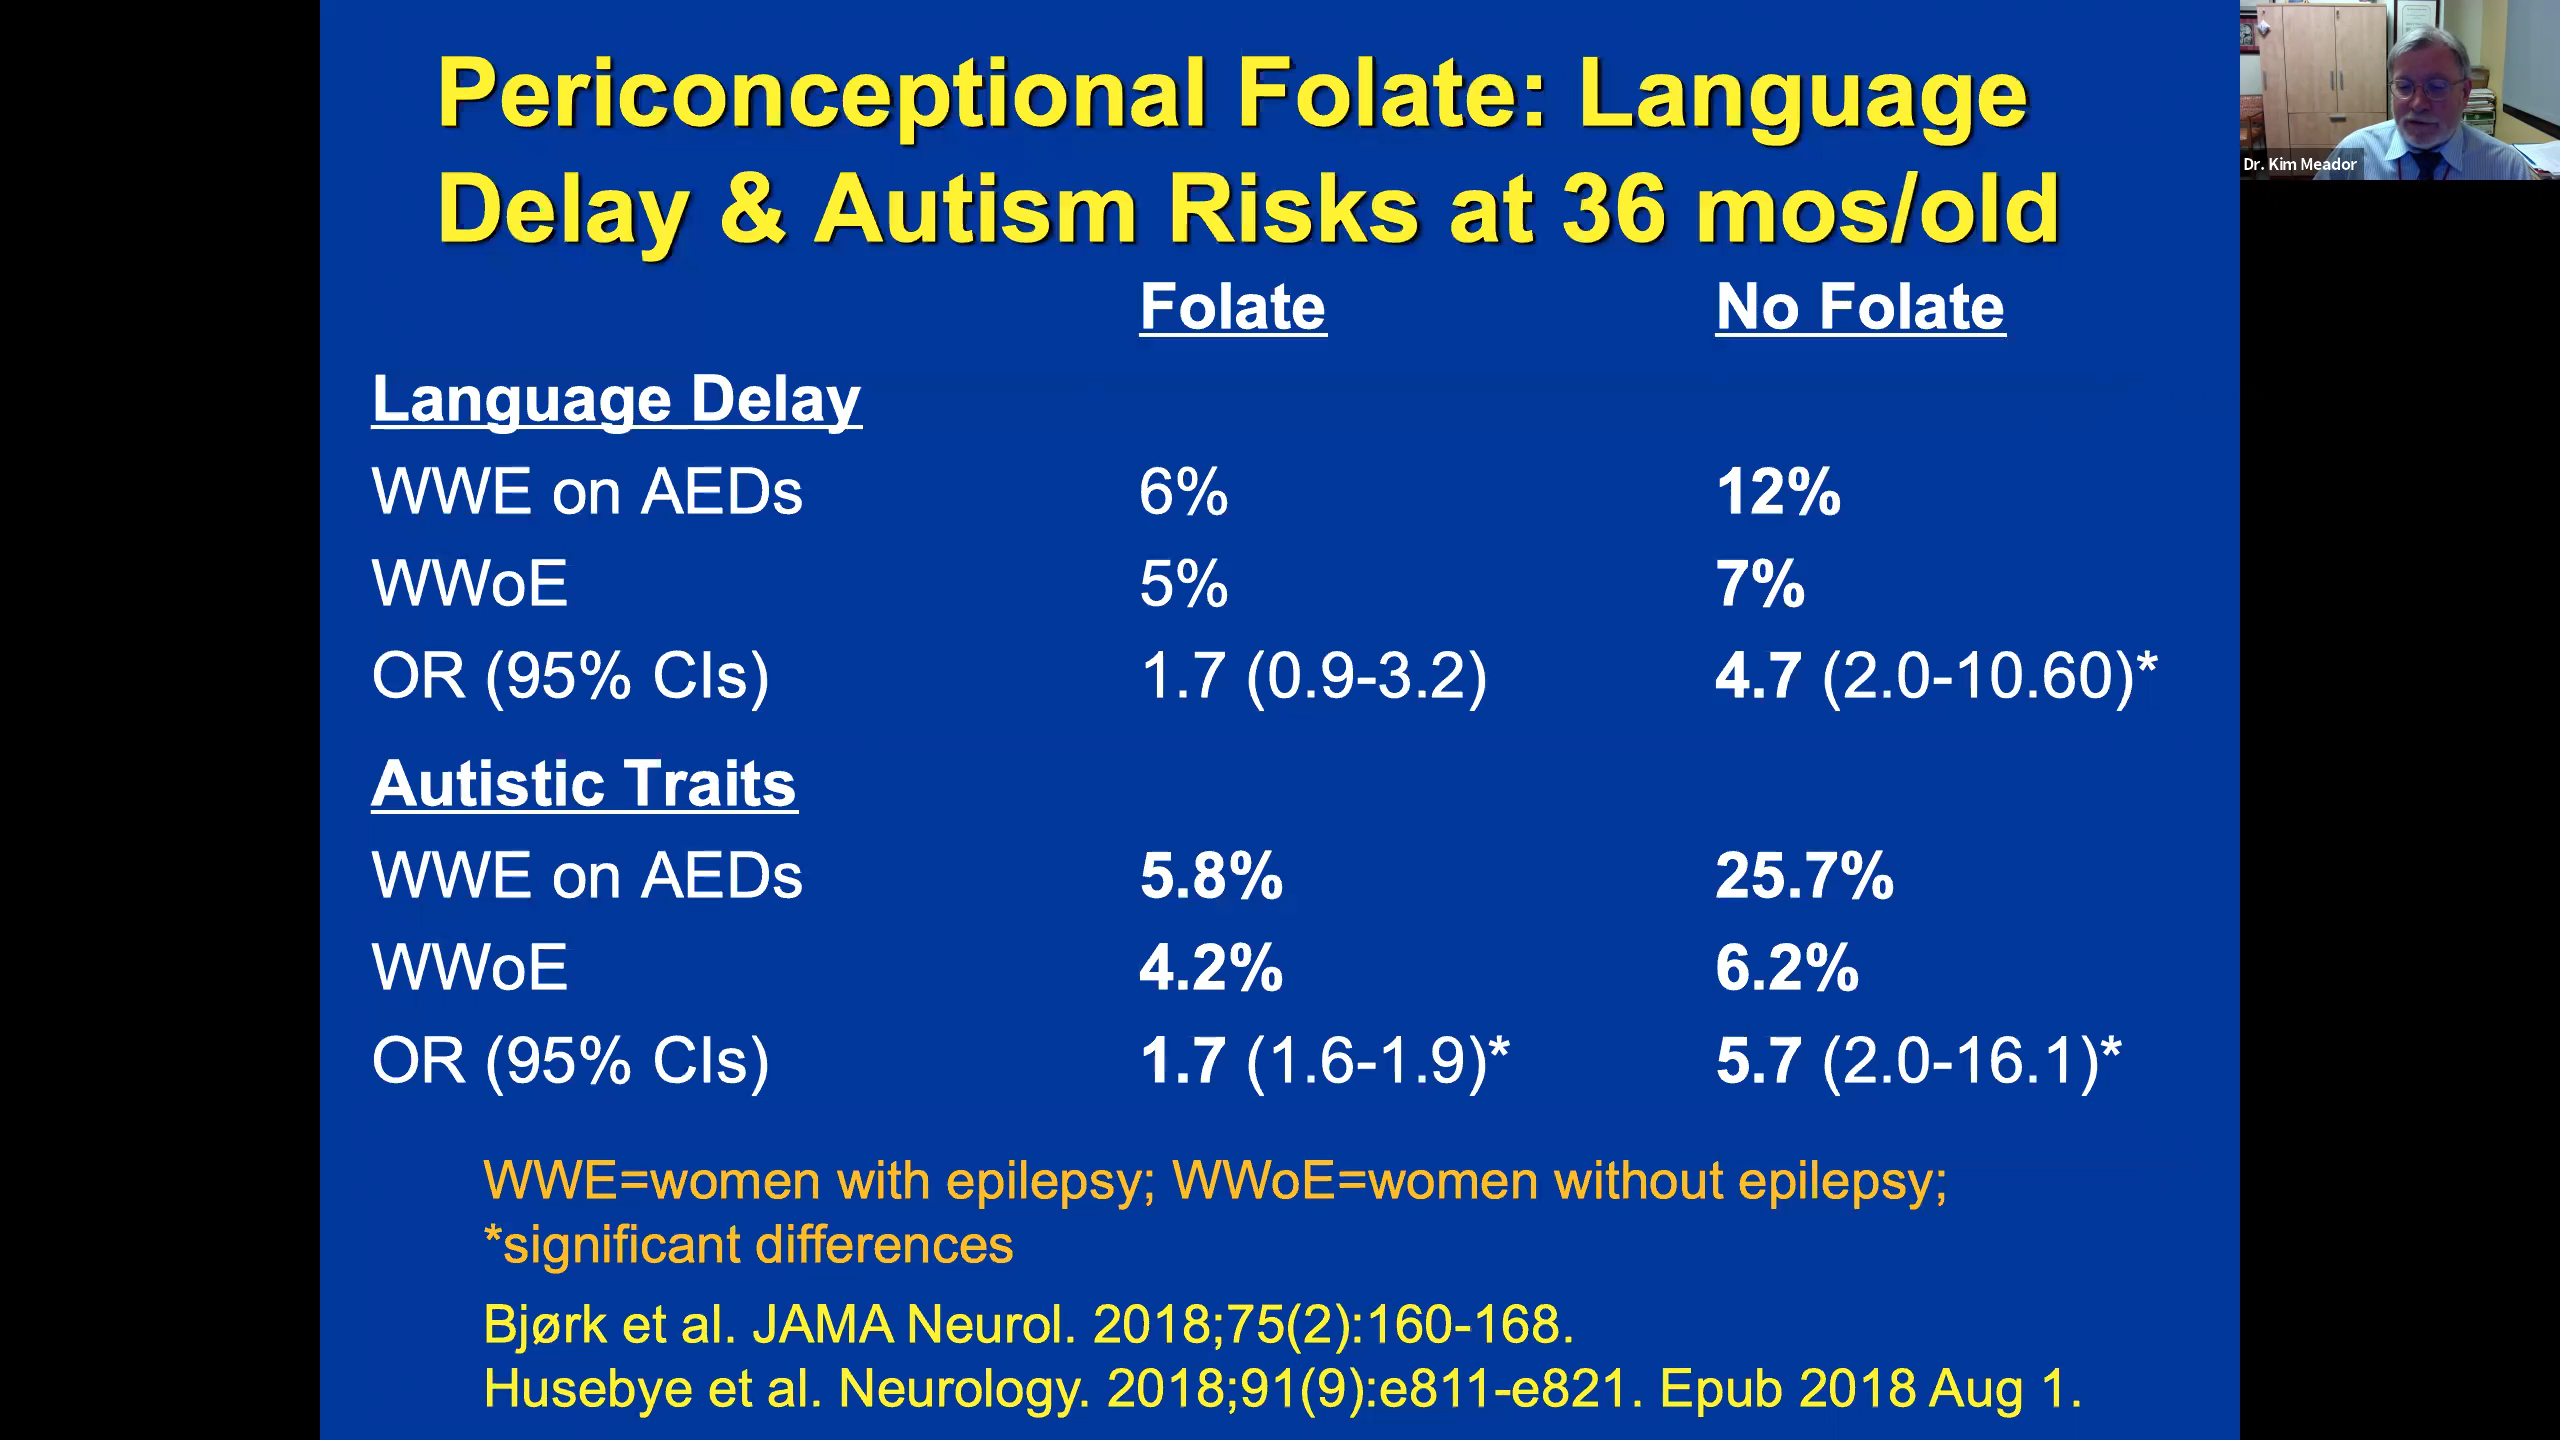 Periconceptional Folate: Language
Delay & Autism Risks at 36 mos/old
Dr. Kim Meador
Folate No Folate
Language Delay
WWE on AEDs 6% 12%
WWoE 5% 7%
OR (95% CIs) 1.7 (0.9-3.2) 4.7 (2.0-10.60)*
Autistic Traits
WWE on AEDs 5.8% 25.7%
WWoE 4.2% 6.2%
OR (95% CIs) 1.7 (1.6-1.9)* 5.7 (2.0-16.1)*
WWE=women with epilepsy; WWoE=women without epilepsy;
*significant differences
Bjørk et al. JAMA Neurol. 2018;75(2):160-168.
Husebye et al. Neurology. 2018;91(9):e811-e821. Epub 2018 Aug 1.